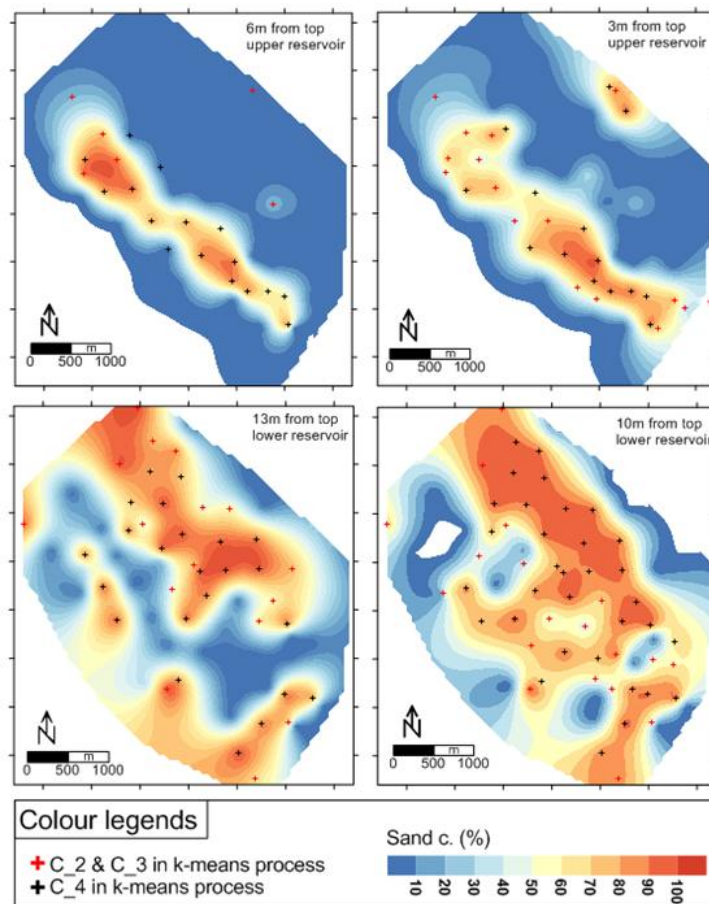 6m from top
upper reservoir
N
0 500 m 1000
3m from top
upper reservoir
N
0 500 m 1000
13m from top
lower reservoir
N
0 500 m 1000
10m from top
lower reservoir
N
0 500 m 1000
Colour legends
+ C_2 & C_3 in k-means process
+ C_4 in k-means process
Sand c. (%)
10 20 30 40 50 60 70 80 90 100